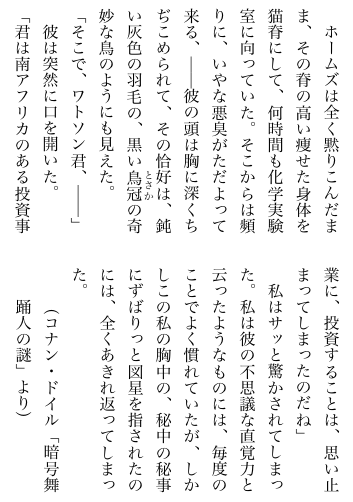 ホームズは全く黙りこんだま
ま、その脊の高い痩せた身体を
猫脊にして、何時間も化学実験
室に向っていた。そこからは頻
りに、いやな悪臭がただよって
来る、――彼の頭は胸に深くち
ぢこめられて、その恰好は、鈍
い灰色の羽毛の、黒い鳥冠の奇
とさか
妙な鳥のようにも見えた。
「そこで、ワトソン君、――」
　彼は突然に口を開いた。
「君は南アフリカのある投資事
業に、投資することは、思い止
まってしまったのだね」
　私はサッと驚かされてしまっ
た。私は彼の不思議な直覚力と
云ったようなものには、毎度の
ことでよく慣れていたが、しか
しこの私の胸中の、秘中の秘事
にずばりっと図星を指されたの
には、全くあきれ返ってしまっ
た。
（コナン・ドイル「暗号舞
踊人の謎」より）